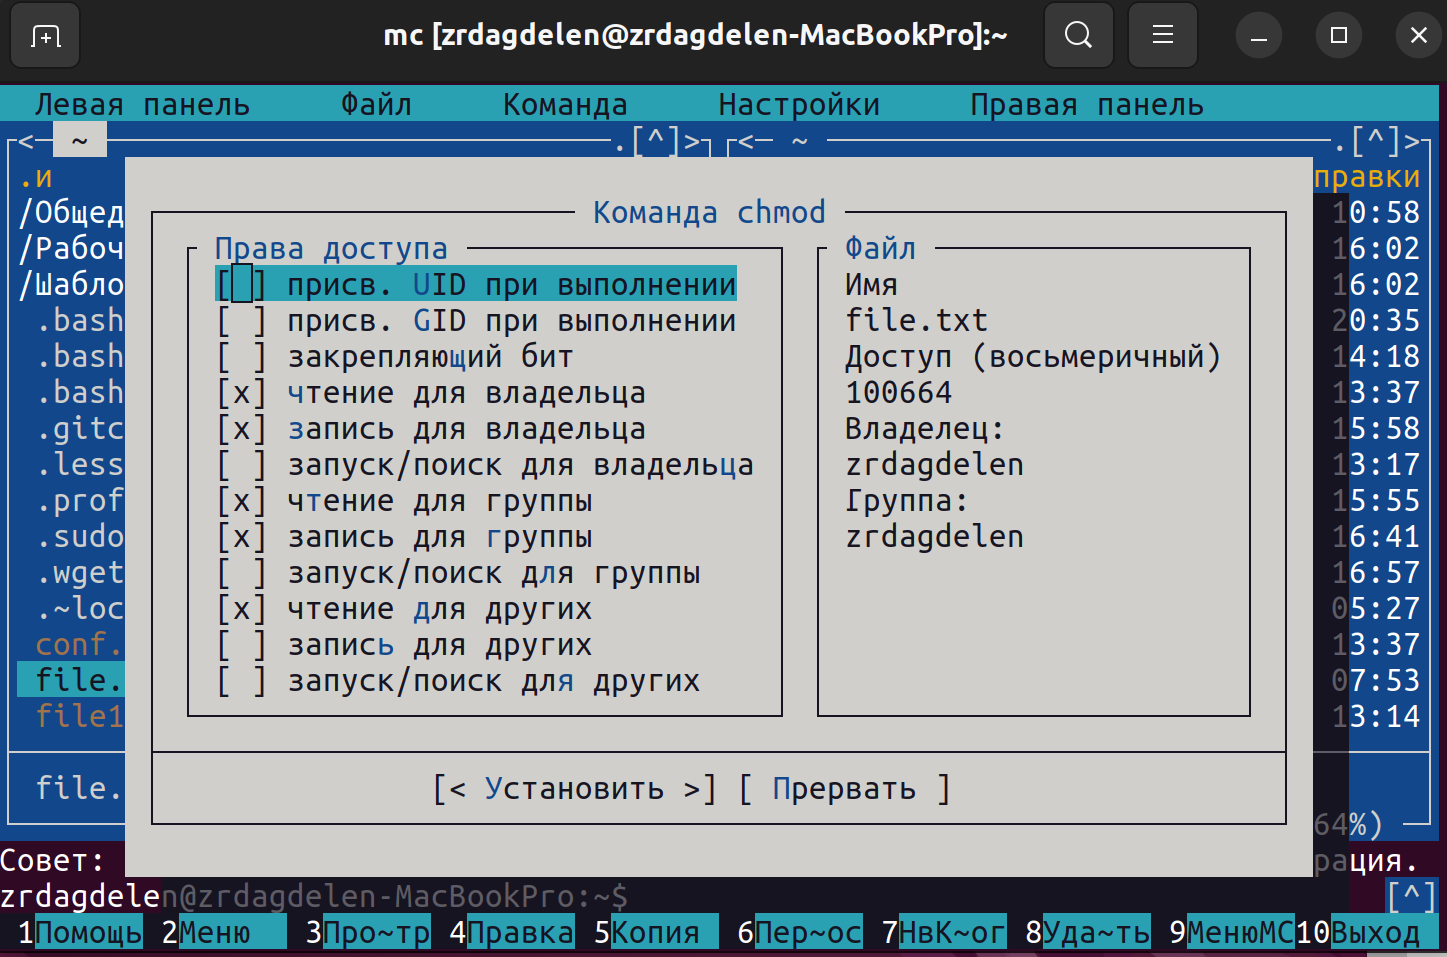 mc [zrdagdelen@zrdagdelen-MacBookPro]:~
Левая панель Файл Команда Настройки Правая панель
< ~ .[^]> < ~ .[^]>
.и правки
/Общед 10:58
Команда chmod
/Рабоч 16:02
Права доступа Файл
/Шабло 16:02
[ ] присв. UID при выполнении Имя
.bash 20:35
[ ] присв. GID при выполнении file.txt
.bash 14:18
[ ] закрепляющий бит Доступ (восьмеричный)
.bash 13:37
[x] чтение для владельца 100664
.gitc 15:58
[x] запись для владельца Владелец:
.less 13:17
[ ] запуск/поиск для владельца zrdagdelen
.prof 15:55
[x] чтение для группы Группа:
.sudo 16:41
[x] запись для группы zrdagdelen
.wget 16:57
[ ] запуск/поиск для группы
.~loc 05:27
[x] чтение для других
conf. 13:37
[ ] запись для других
file. 07:53
[ ] запуск/поиск для других
file1 13:14
file.
[< Установить >] [ Прервать ]
64%)
Совет: рация.
zrdagdelen@zrdagdelen-MacBookPro:~$ [^]
1Помощь 2Меню 3Про~тр 4Правка 5Копия 6Пер~ос 7НвК~ог 8Уда~ть 9МенюMC 10Выход